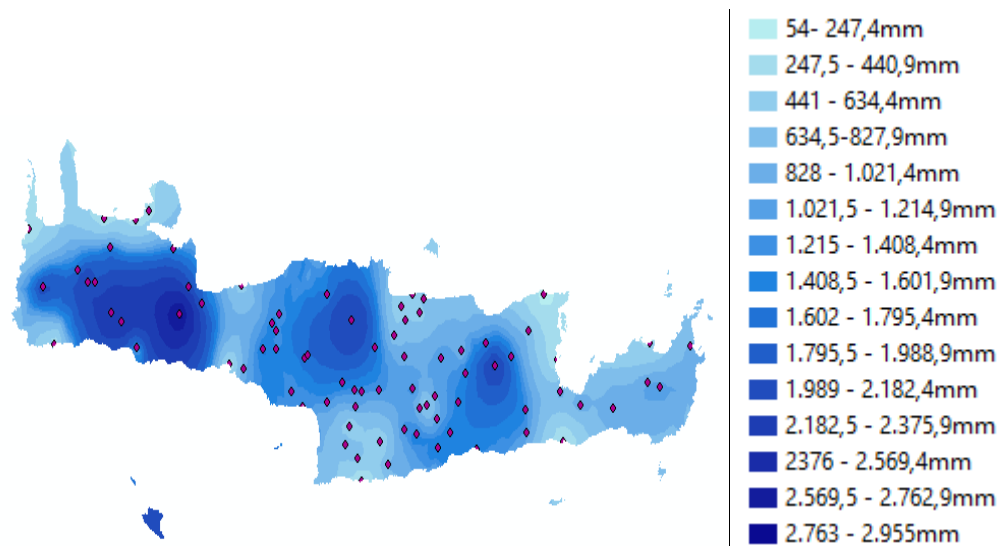 54- 247,4mm
247,5 - 440,9mm
441 - 634,4mm
634,5-827,9mm
828 - 1.021,4mm
1.021,5 - 1.214,9mm
1.215 - 1.408,4mm
1.408,5 - 1.601,9mm
1.602 - 1.795,4mm
1.795,5 - 1.988,9mm
1.989 - 2.182,4mm
2.182,5 - 2.375,9mm
2376 - 2.569,4mm
2.569,5 - 2.762,9mm
2.763 - 2.955mm